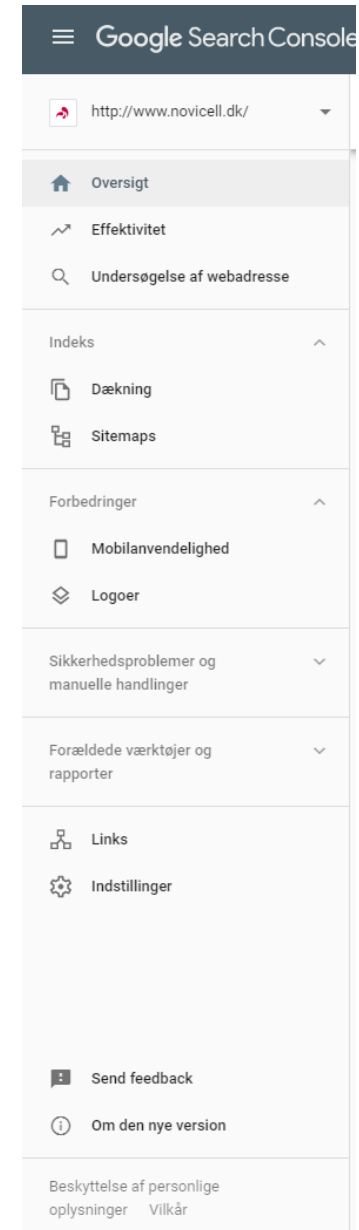 Google Search Console
http://www.novicell.dk/
Oversigt
Effektivitet
Undersøgelse af webadresse
Indeks
Dækning
Sitemaps
Forbedringer
Mobilanvendelighed
Logoer
Sikkerhedsproblemer og
manuelle handlinger
Forældede værktøjer og
rapporter
Links
Indstillinger
Send feedback
Om den nye version
Beskyttelse af personlige
oplysninger Vilkår